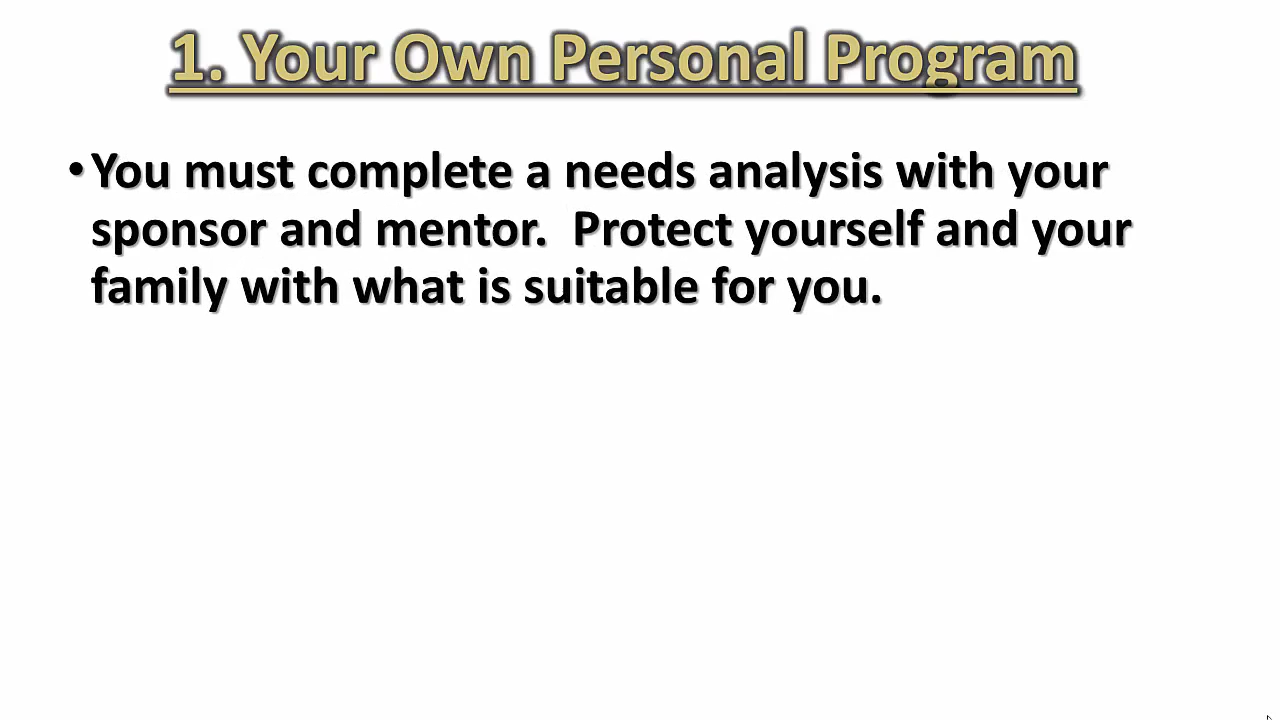 1. Your Own Personal Program
•You must complete a needs analysis with your
sponsor and mentor.  Protect yourself and your
family with what is suitable for you.